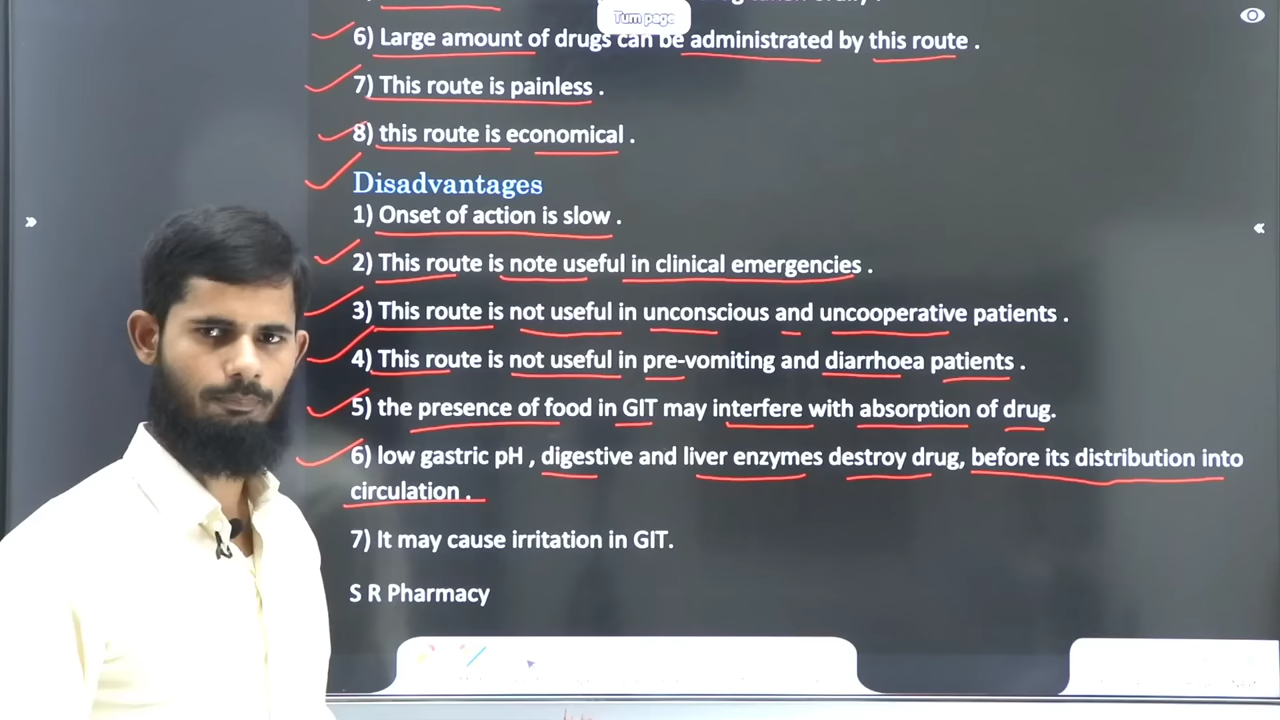 Turn page
6) Large amount of drugs can be administrated by this route .
7) This route is painless .
8) this route is economical .
Disadvantages
1) Onset of action is slow .
2) This route is note useful in clinical emergencies .
3) This route is not useful in unconscious and uncooperative patients .
4) This route is not useful in pre-vomiting and diarrhoea patients .
5) the presence of food in GIT may interfere with absorption of drug.
6) low gastric pH , digestive and liver enzymes destroy drug, before its distribution into
circulation .
7) It may cause irritation in GIT.
S R Pharmacy